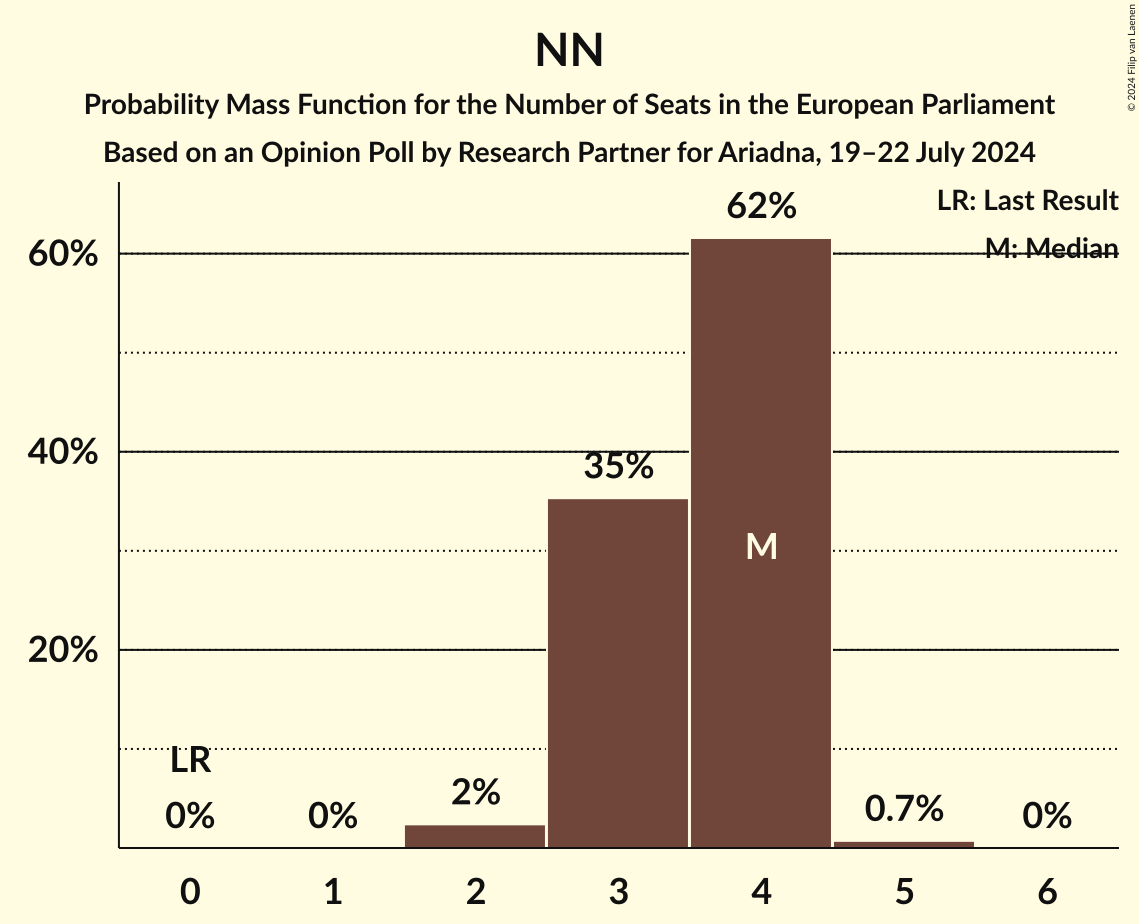 NN
Probability Mass Function for the Number of Seats in the European Parliament
Based on an Opinion Poll by Research Partner for Ariadna, 19–22 July 2024
© 2024 Filip van Laenen
LR: Last Result
M: Median
60%
40%
20%
LR
0%
0%
2%
35%
62%
M
0.7%
0%
0
1
2
3
4
5
6